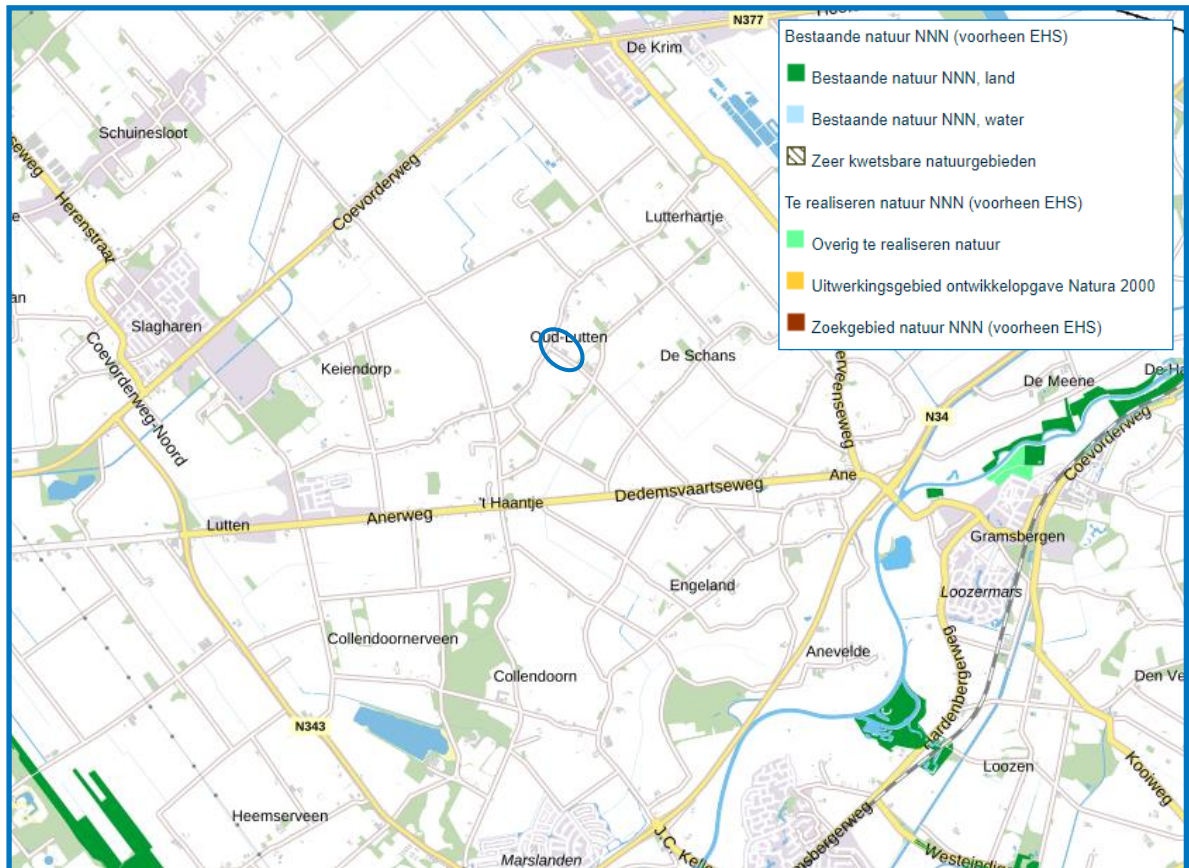 N377
De Krim
Schuinesloot
Herenstraat
Coevorderweg
Lutterhartje
Slagharen
Oud-Lutten
Keiendorp
De Schans
Coevorderweg-Noord
De Meene
N34
Coevorderweg
Ane
Dedemsvaartseweg
't Haantje
Anerweg
Lutten
Gramsbergen
Engeland
Loozermars
Collendoornerveen
Anevelde
Collendoorn
Hardenbergerweg
N343
Loozen
Kooiweg
Heemserveen
Marslanden
Bestaande natuur NNN (voorheen EHS)
Bestaande natuur NNN, land
Bestaande natuur NNN, water
Zeer kwetsbare natuurgebieden
Te realiseren natuur NNN (voorheen EHS)
Overig te realiseren natuur
Uitwerkingsgebied ontwikkelopgave Natura 2000
Zoekgebied natuur NNN (voorheen EHS)